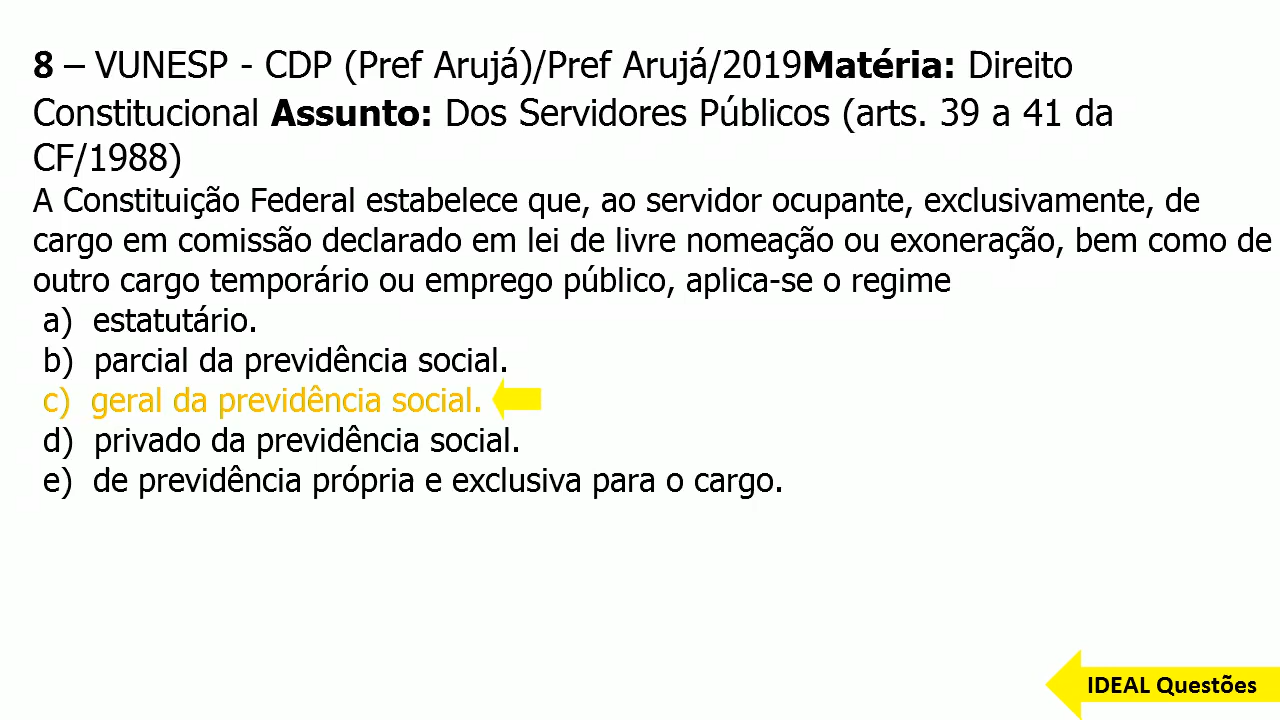 8 – VUNESP - CDP (Pref Arujá)/Pref Arujá/2019Matéria: Direito
Constitucional Assunto: Dos Servidores Públicos (arts. 39 a 41 da
CF/1988)
A Constituição Federal estabelece que, ao servidor ocupante, exclusivamente, de
cargo em comissão declarado em lei de livre nomeação ou exoneração, bem como de
outro cargo temporário ou emprego público, aplica-se o regime
a) estatutário.
b) parcial da previdência social.
c) geral da previdência social.
d) privado da previdência social.
e) de previdência própria e exclusiva para o cargo.
IDEAL Questões